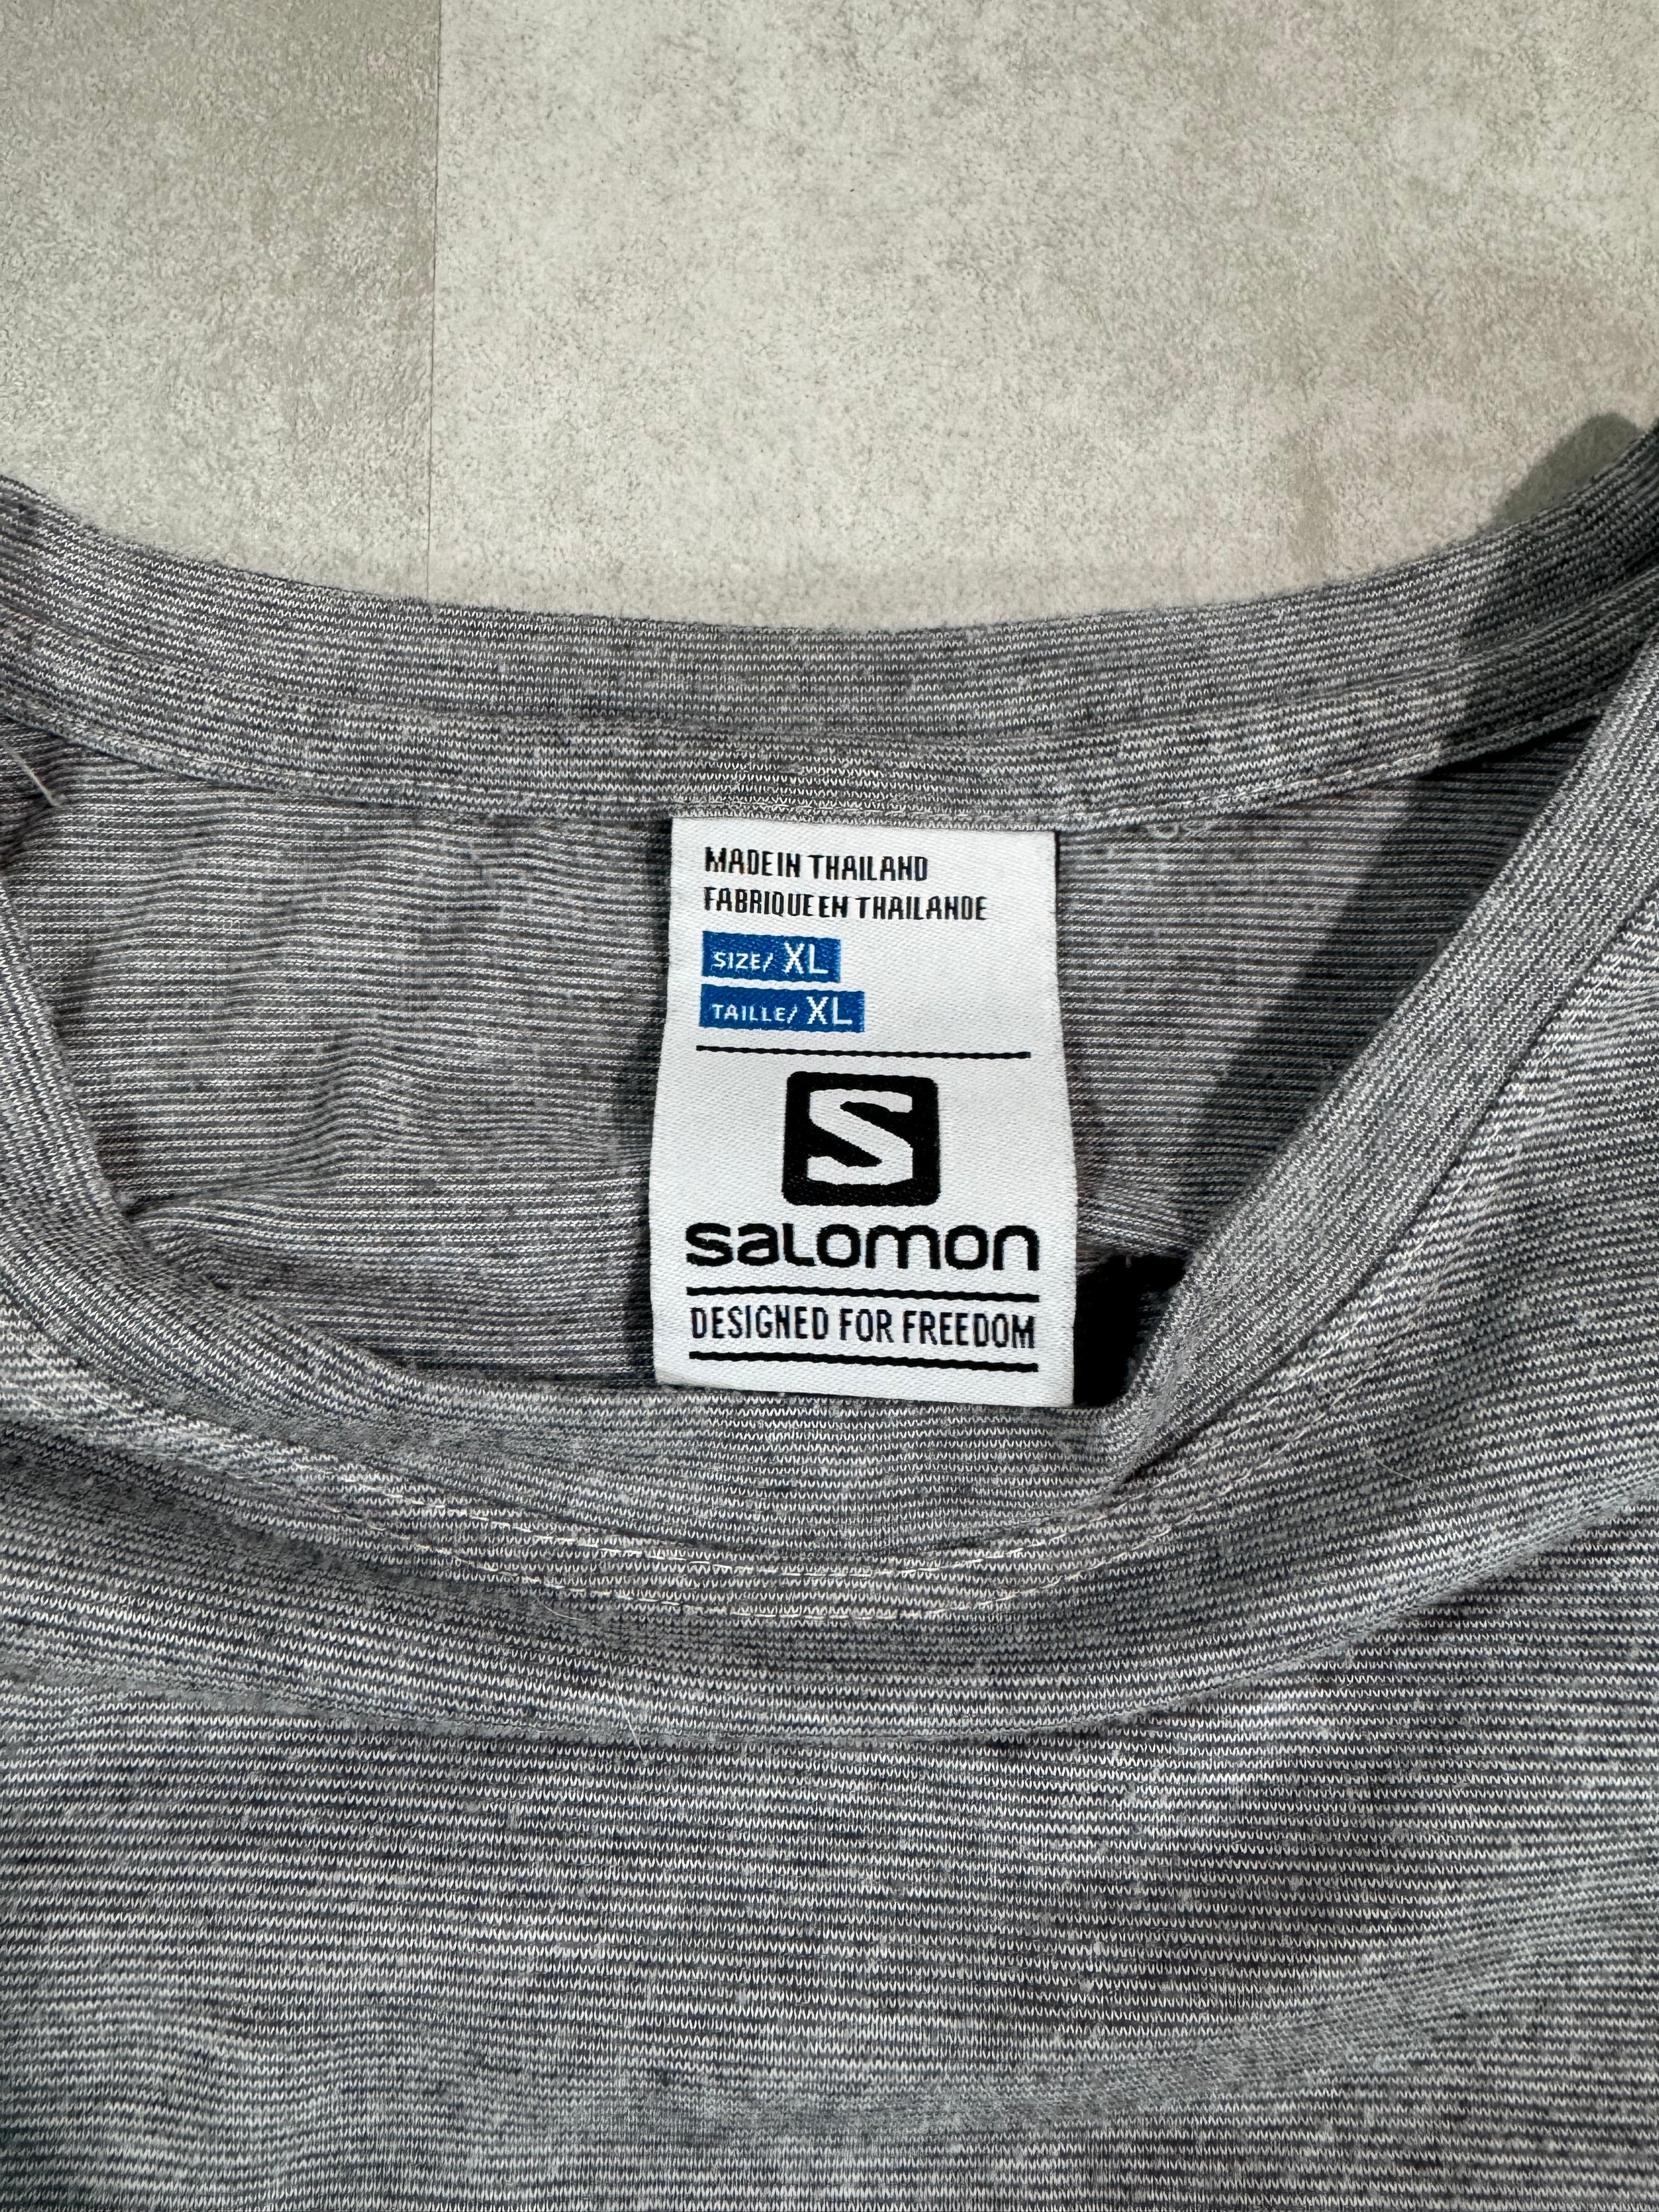 MADE IN THAILAND
FABRIQUE EN THAILANDE
SIZE/ XL
TAILLE/ XL
S
salomon
DESIGNED FOR FREEDOM